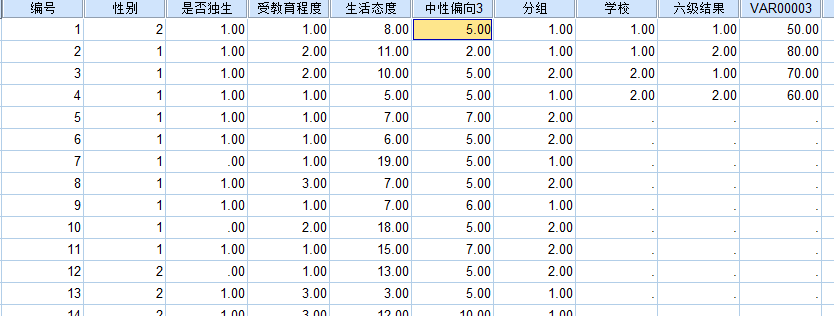 编号 性别 是否独生 受教育程度 生活态度 中性偏向3 分组 学校 六级结果 VAR00003
1 2 1.00 1.00 8.00 5.00 1.00 1.00 1.00 50.00
2 1 1.00 2.00 11.00 2.00 1.00 1.00 2.00 80.00
3 1 1.00 2.00 10.00 5.00 2.00 2.00 1.00 70.00
4 1 1.00 1.00 5.00 5.00 1.00 2.00 2.00 60.00
5 1 1.00 1.00 7.00 7.00 2.00 . . .
6 1 1.00 1.00 6.00 5.00 2.00 . . .
7 1 .00 1.00 19.00 5.00 1.00 . . .
8 1 1.00 3.00 7.00 5.00 2.00 . . .
9 1 1.00 1.00 7.00 6.00 1.00 . . .
10 1 .00 2.00 18.00 5.00 2.00 . . .
11 1 1.00 1.00 15.00 7.00 2.00 . . .
12 2 .00 1.00 13.00 5.00 2.00 . . .
13 2 1.00 3.00 3.00 5.00 1.00 . . .
14 2 1.00 3.00 12.00 10.00 1.00